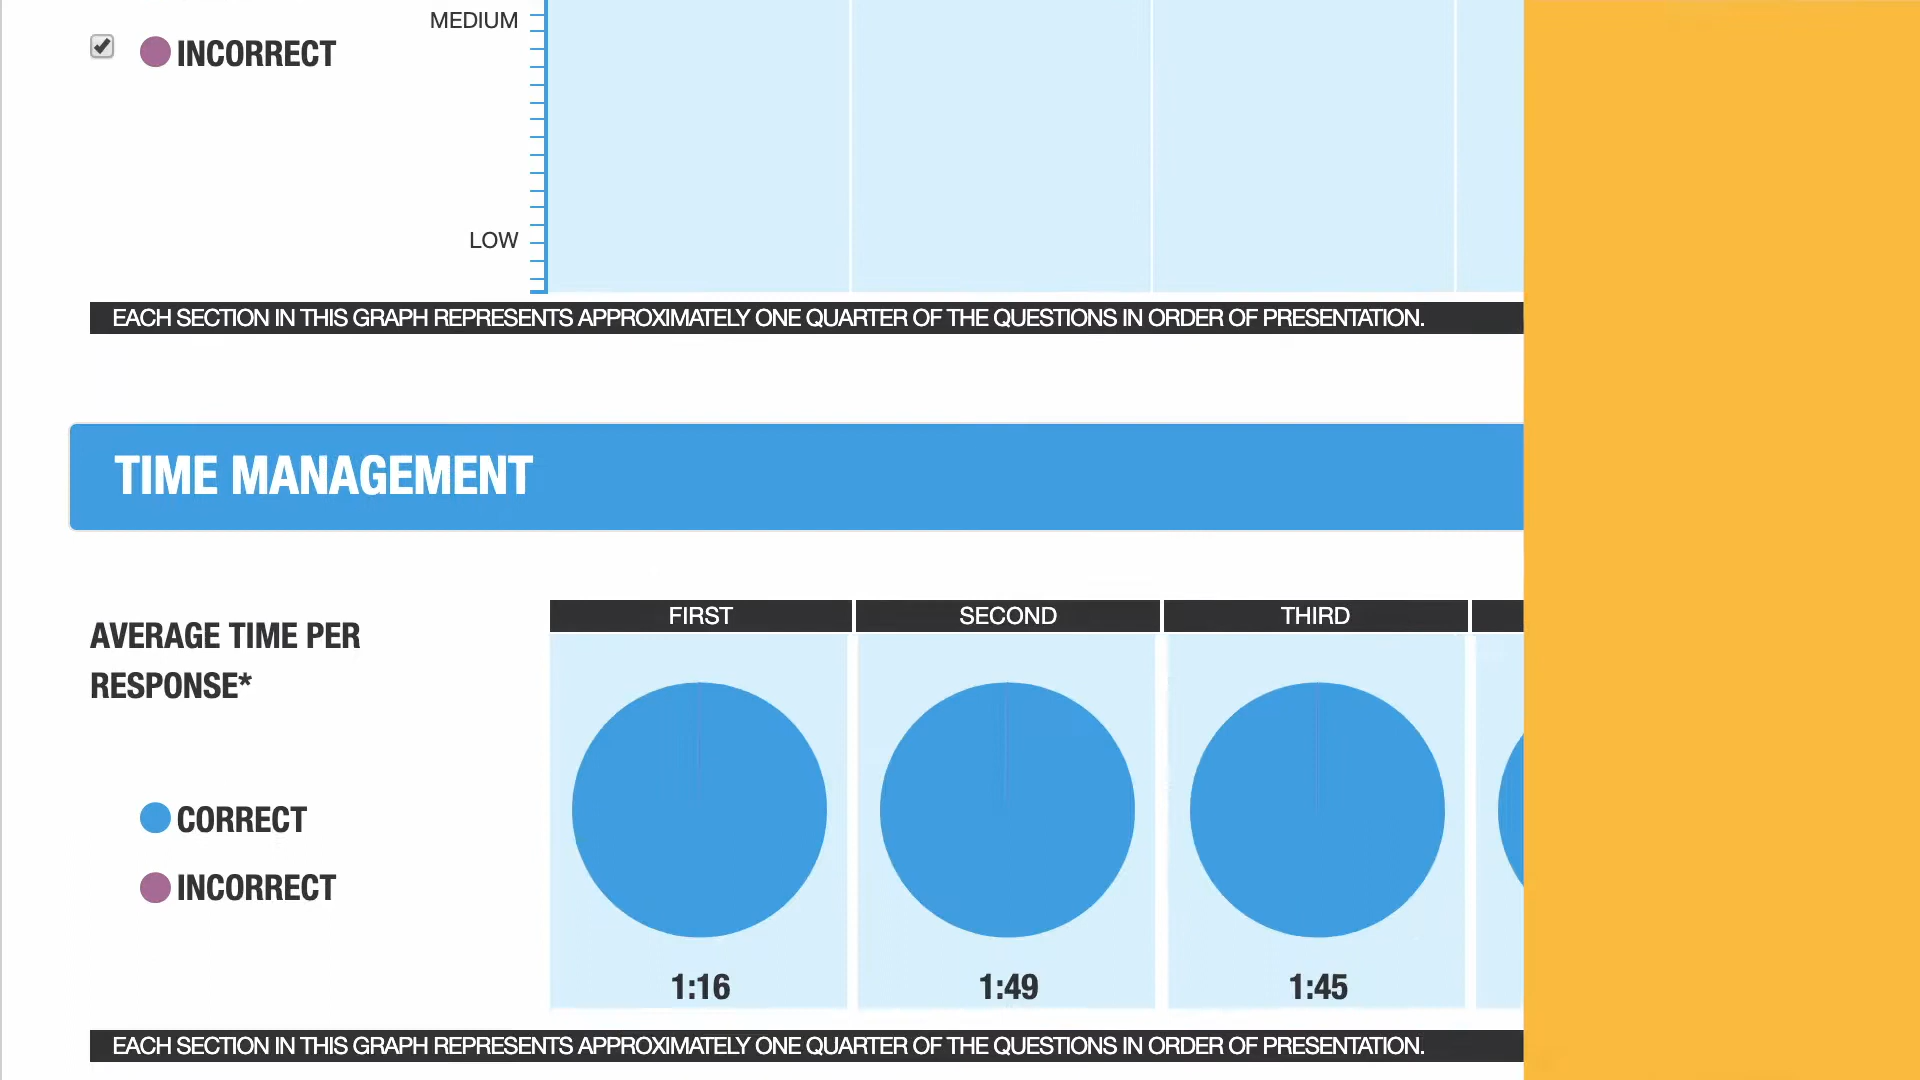 MEDIUM
INCORRECT
LOW
EACH SECTION IN THIS GRAPH REPRESENTS APPROXIMATELY ONE QUARTER OF THE QUESTIONS IN ORDER OF PRESENTATION.
TIME MANAGEMENT
AVERAGE TIME PER
RESPONSE*
FIRST SECOND THIRD
CORRECT
INCORRECT
1:16 1:49 1:45
EACH SECTION IN THIS GRAPH REPRESENTS APPROXIMATELY ONE QUARTER OF THE QUESTIONS IN ORDER OF PRESENTATION.